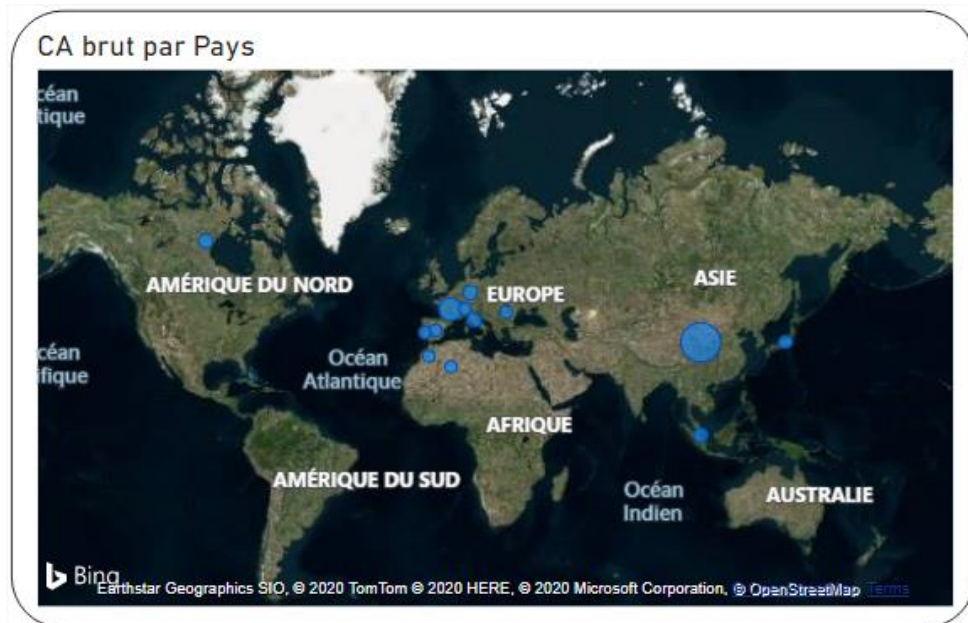 CA brut par Pays
céan
tique
AMÉRIQUE DU NORD
EUROPE
ASIE
céan
ifique
Océan
Atlantique
AFRIQUE
AMÉRIQUE DU SUD
Océan
Indien
AUSTRALIE
Bing
Earthstar Geographics SIO, © 2020 TomTom © 2020 HERE, © 2020 Microsoft Corporation, © OpenStreetMap Terms